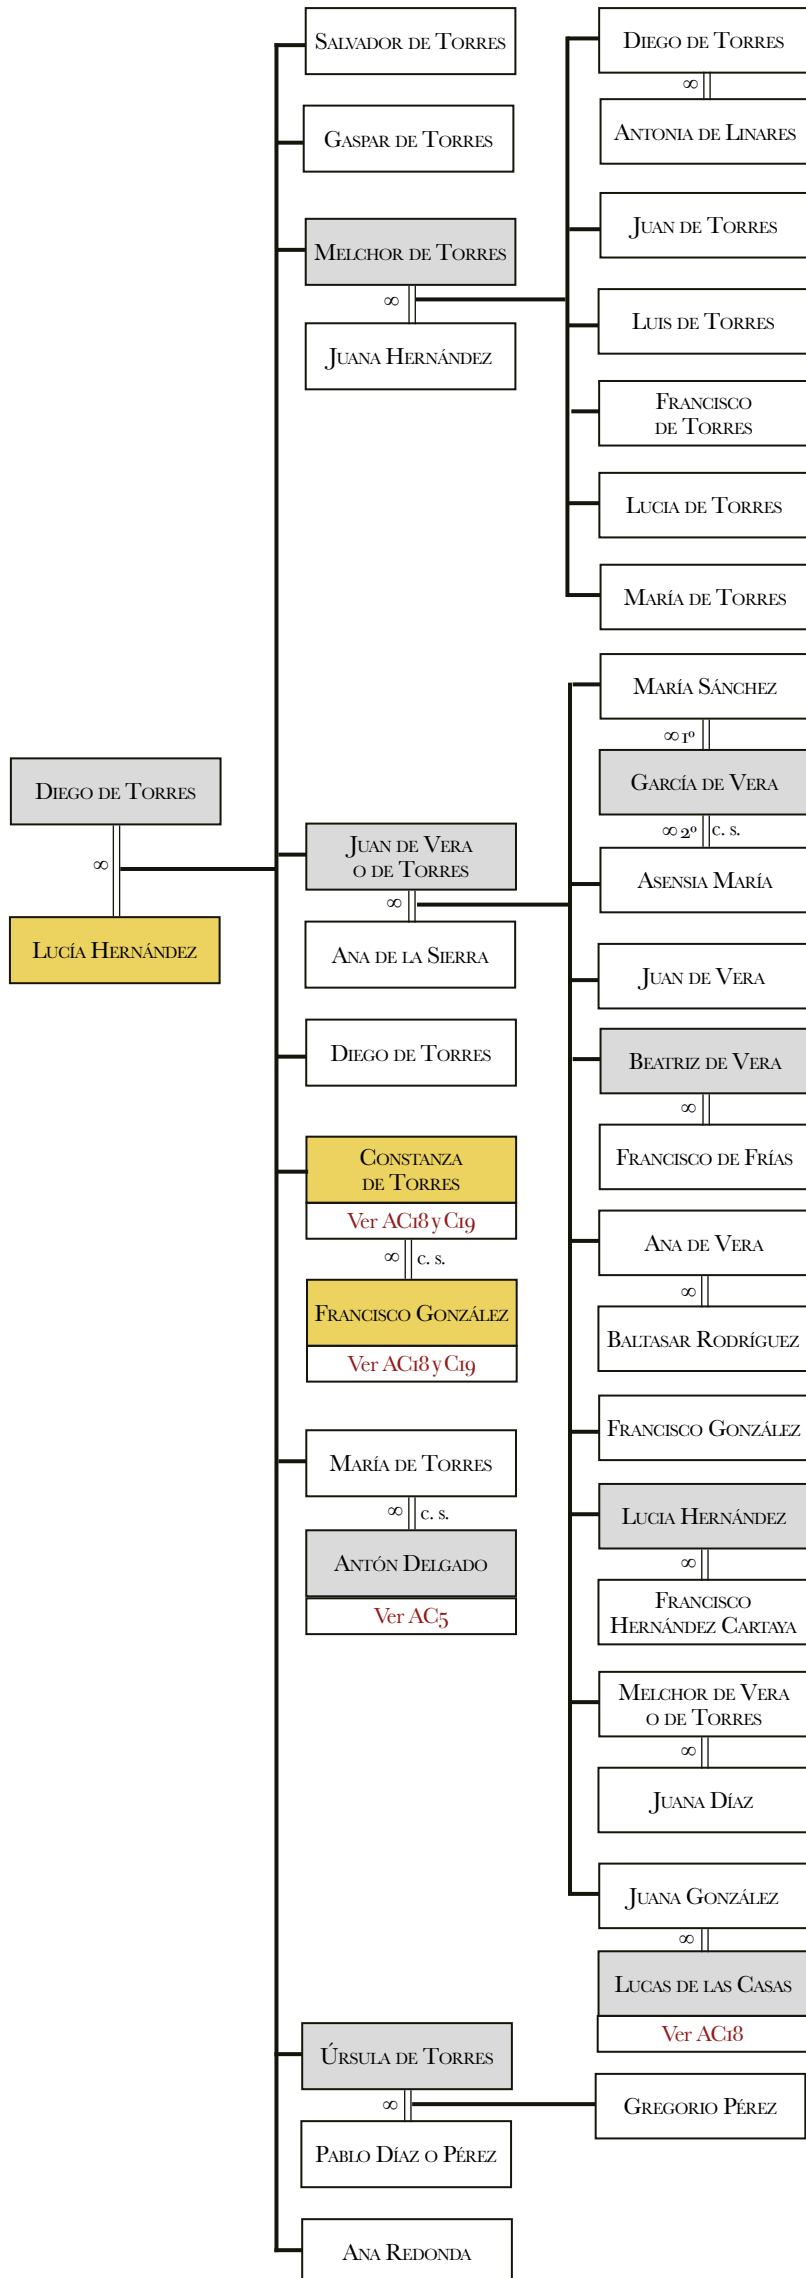 Diego de Torres
∞
Lucía Hernández
Salvador de Torres
Gaspar de Torres
Melchor de Torres
∞
Juana Hernández
Juan de Vera
o de Torres
∞
Ana de la Sierra
Diego de Torres
Constanza
de Torres
Ver AC18 y C19
∞ c. s.
Francisco González
Ver AC18 y C19
María de Torres
∞ c. s.
Antón Delgado
Ver AC5
Úrsula de Torres
∞
Pablo Díaz o Pérez
Ana Redonda
Diego de Torres
∞
Antonia de Linares
Juan de Torres
Luis de Torres
Francisco
de Torres
Lucia de Torres
María de Torres
María Sánchez
∞ 1º
García de Vera
∞ 2º c. s.
Asensia María
Juan de Vera
Beatriz de Vera
∞
Francisco de Frías
Ana de Vera
∞
Baltasar Rodríguez
Francisco González
Lucia Hernández
∞
Francisco
Hernández Cartaya
Melchor de Vera
o de Torres
∞
Juana Díaz
Juana González
∞
Lucas de las Casas
Ver AC18
Gregorio Pérez